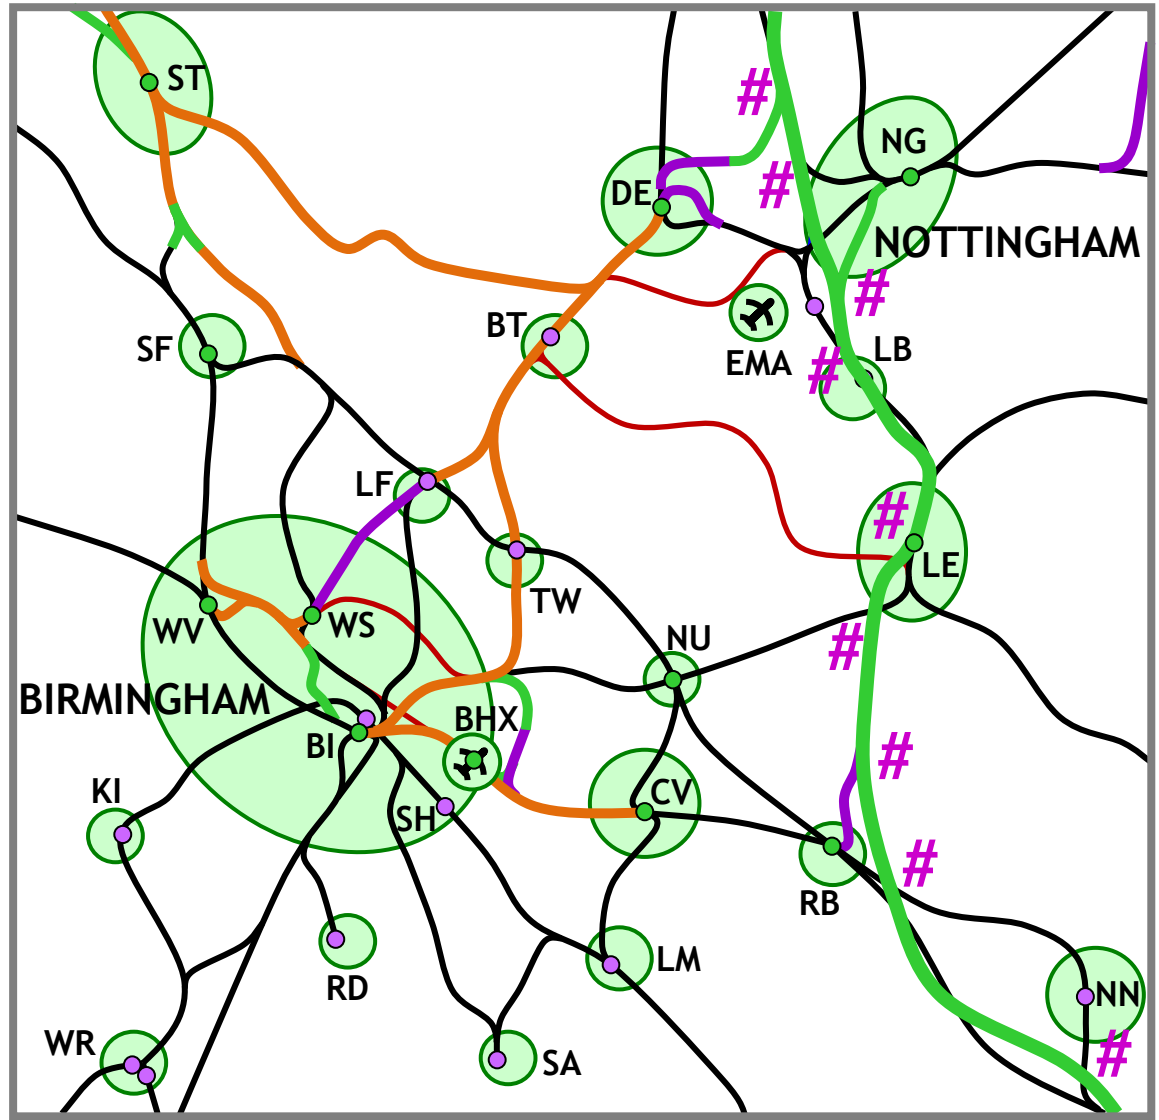 ST
#
NG
DE
#
NOTTINGHAM
#
BT
SF
EMA
#
LB
LF
#
LE
TW
WV
WS
NU
#
BIRMINGHAM
BHX
BI
#
KI
SH
CV
#
RB
RD
LM
NN
WR
SA
#